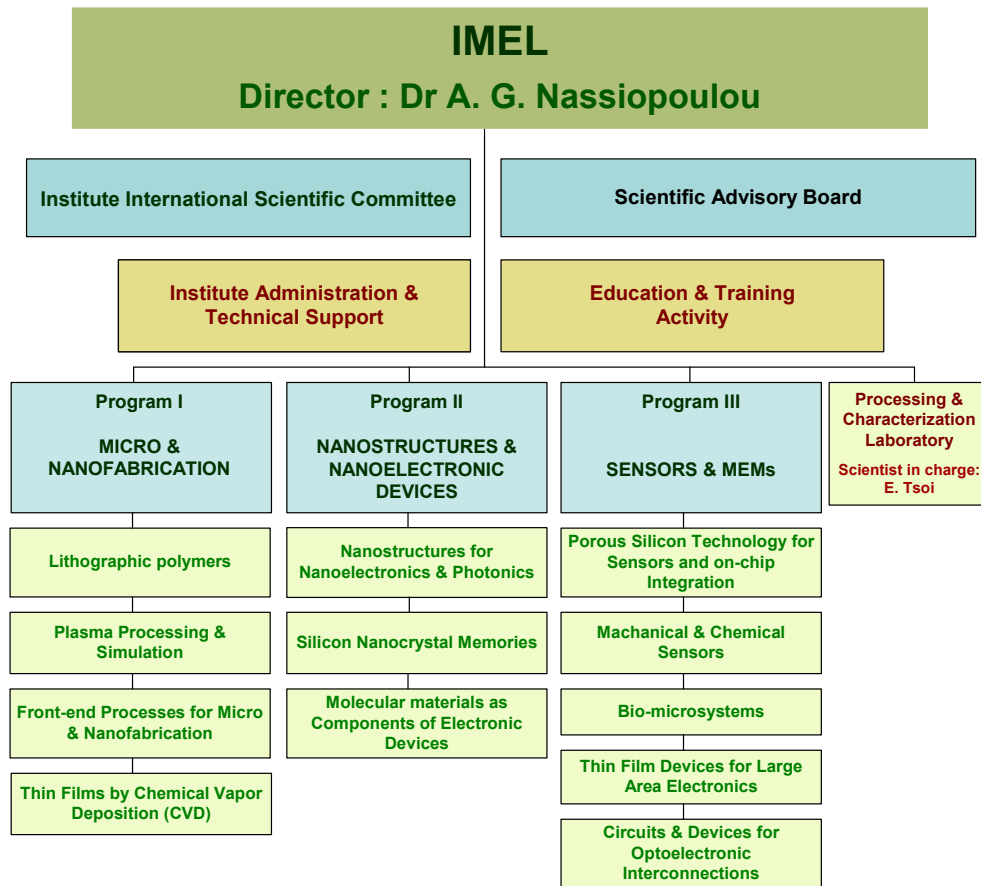 IMEL
Director : Dr A. G. Nassiopoulou
Institute International Scientific Committee
Scientific Advisory Board
Institute Administration &
Technical Support
Education & Training
Activity
Program I
MICRO &
NANOFABRICATION
Program II
NANOSTRUCTURES &
NANOELECTRONIC
DEVICES
Program III
SENSORS & MEMs
Processing &
Characterization
Laboratory
Scientist in charge:
E. Tsoi
Lithographic polymers
Plasma Processing &
Simulation
Front-end Processes for Micro
& Nanofabrication
Thin Films by Chemical Vapor
Deposition (CVD)
Nanostructures for
Nanoelectronics & Photonics
Silicon Nanocrystal Memories
Molecular materials as
Components of Electronic
Devices
Porous Silicon Technology for
Sensors and on-chip
Integration
Machanical & Chemical
Sensors
Bio-microsystems
Thin Film Devices for Large
Area Electronics
Circuits & Devices for
Optoelectronic
Interconnections